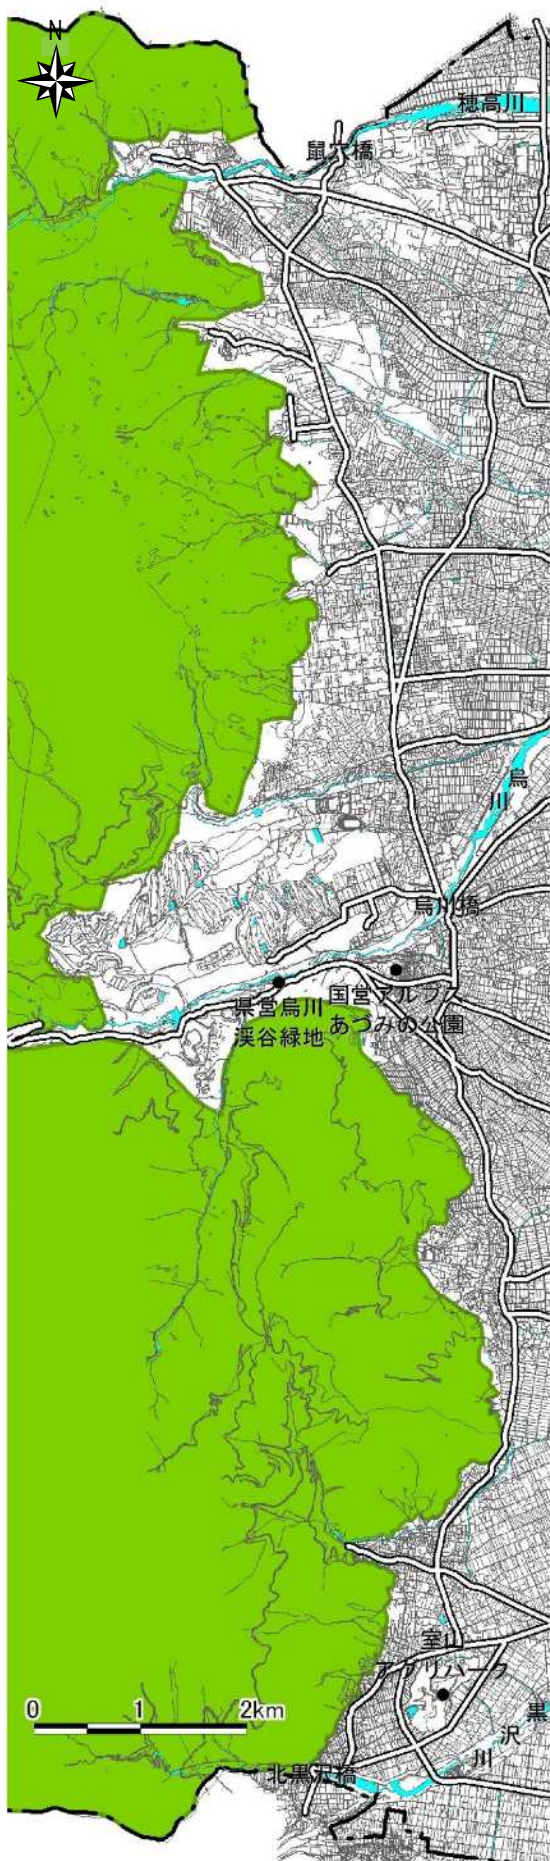 N
穂高川
鼠穴橋
烏川
烏川橋
県営烏川
渓谷緑地
国営アルプス
あづみの公園
室山
アグリパーク
0 1 2km
黒沢川
北黒沢橋